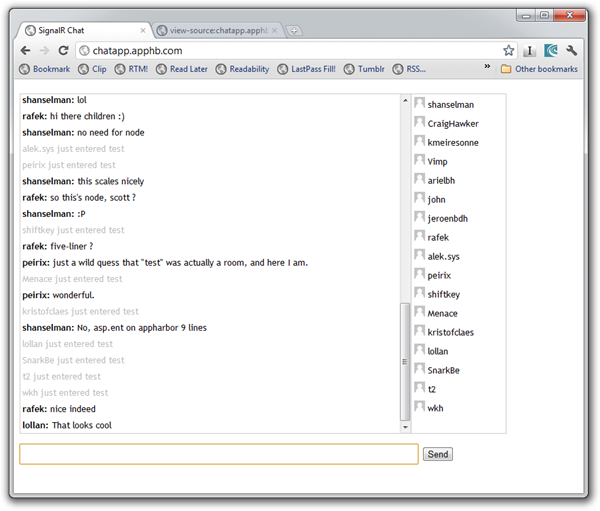 SignalR Chat
view-source:chatapp.apphb
chatapp.apphb.com
Bookmark
Clip
RTM!
Read Later
Readability
LastPass Fill!
Tumblr
RSS...
»
Other bookmarks
shanselman: lol
rafek: hi there children :)
shanselman: no need for node
alek.sys just entered test
peirix just entered test
shanselman: this scales nicely
rafek: so this's node, scott ?
shanselman: :P
shiftkey just entered test
rafek: five-liner ?
peirix: just a wild quess that "test" was actually a room, and here I am.
Menace just entered test
peirix: wonderful.
kristofclaes just entered test
shanselman: No, asp.ent on appharbor 9 lines
lollan just entered test
SnarkBe just entered test
t2 just entered test
wkh just entered test
rafek: nice indeed
lollan: That looks cool
shanselman
CraigHawker
kmeiresonne
Vimp
arielbh
john
jeroenbdh
rafek
alek.sys
peirix
shiftkey
Menace
kristofclaes
lollan
SnarkBe
t2
wkh
Send